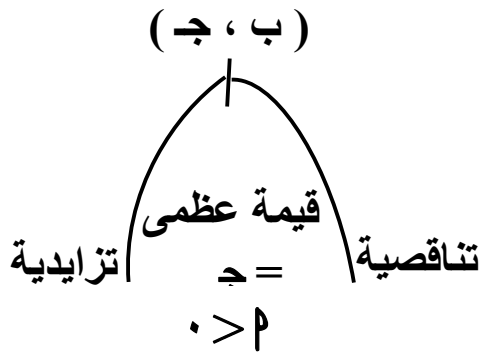 ( ب ، جـ )
قيمة عظمى
تناقصية = جـ تزايدية
أ < ٠